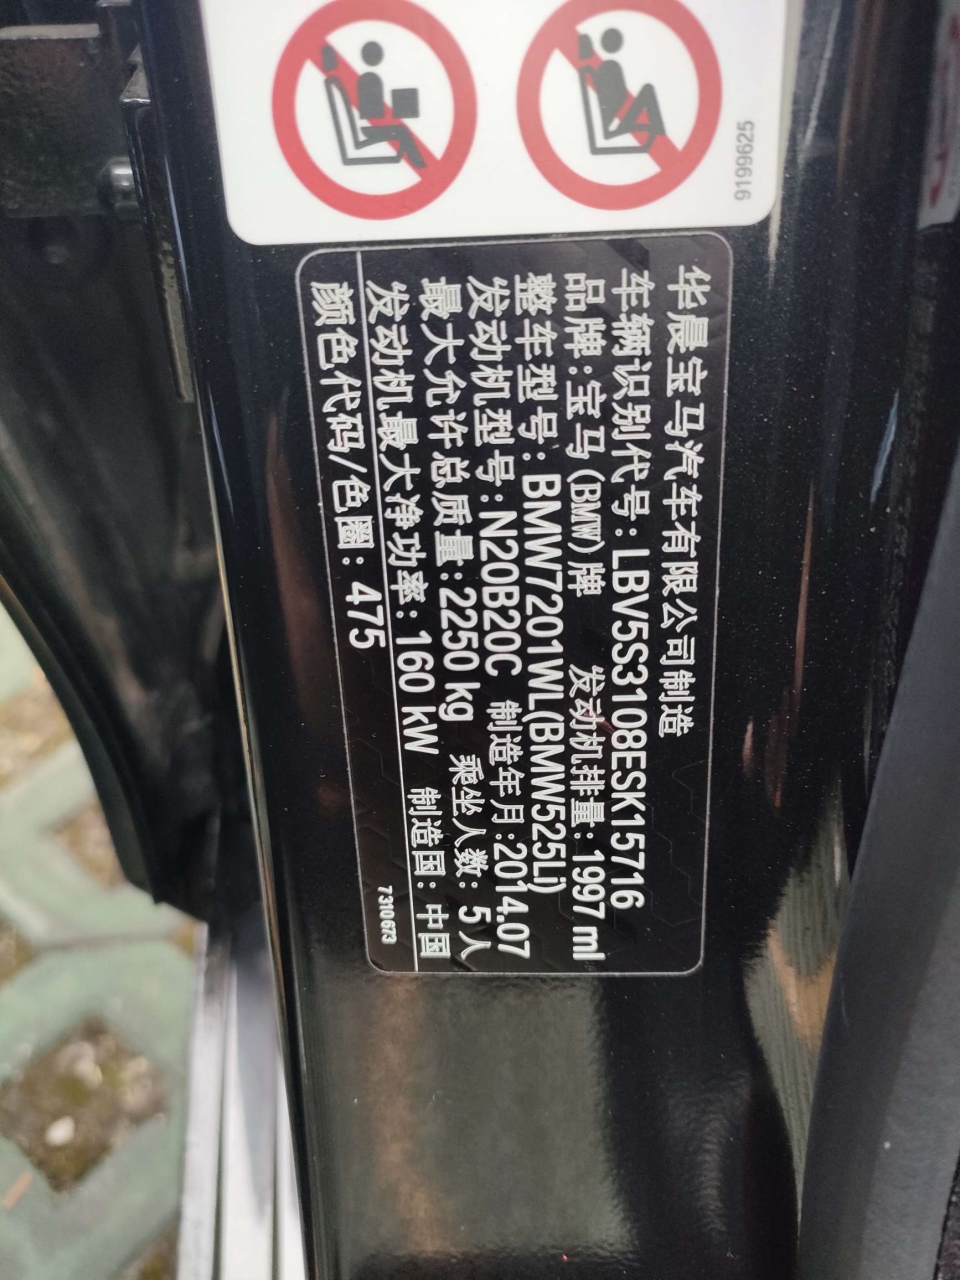 9199625
华晨宝马汽车有限公司制造
车辆识别代号:LBV5S3108ESK15716
品牌:宝马(BMW)牌 发动机排量:1997 ml
整车型号:BMW7201WL(BMW525Li)
发动机型号:N20B20C 制造年月:2014.07
最大允许总质量:2250 kg 乘坐人数:5人
发动机最大净功率:160 kW 制造国:中国
颜色代码/色圈:475
7310673